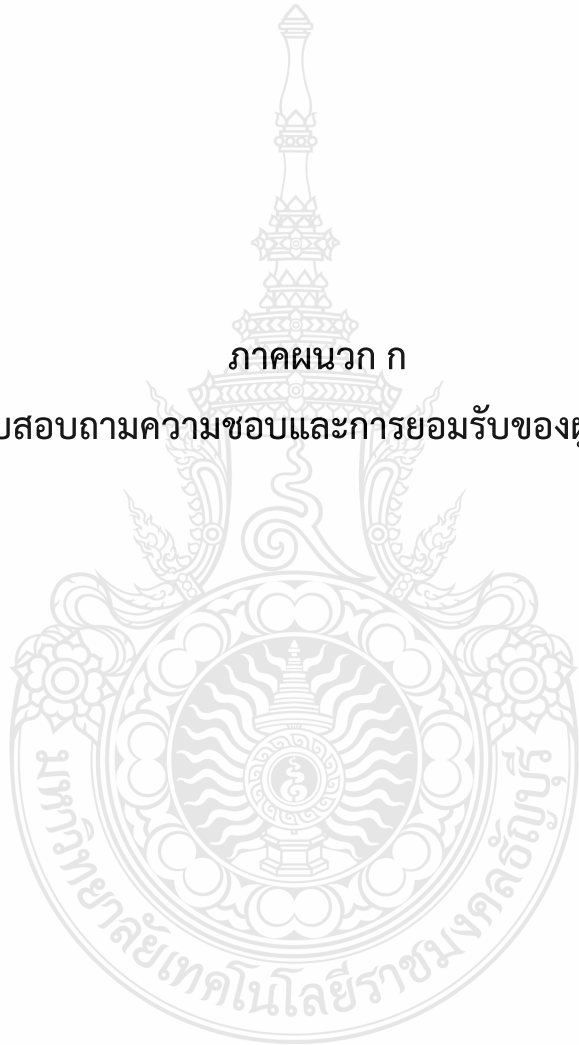 ภาคผนวก ก
บสอบถามความชอบและการยอมรับของผู
มหาวิทยาลัยเทคโนโลยีราชมงคลธัญบุรี